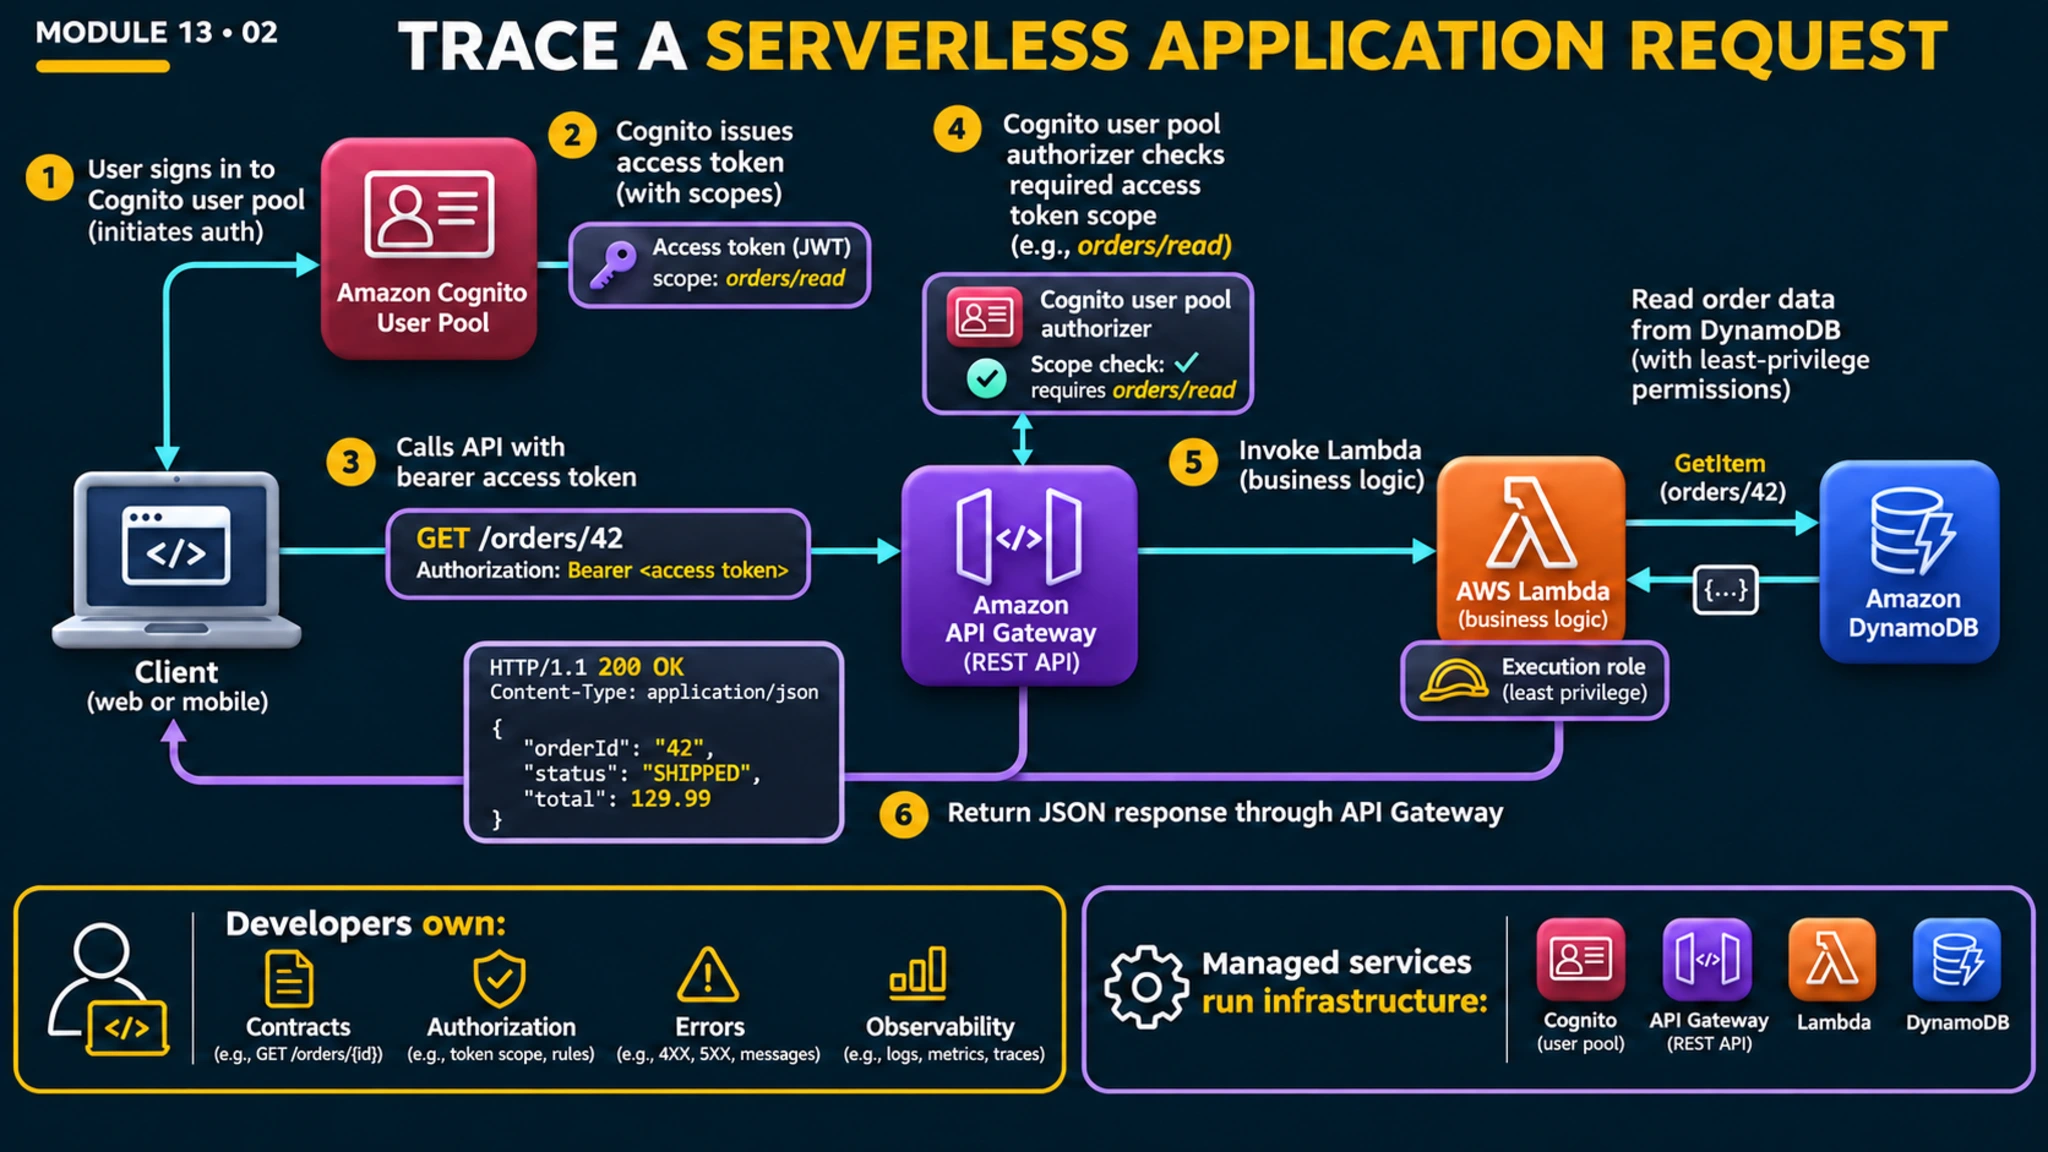 MODULE 13 • 02
TRACE A SERVERLESS APPLICATION REQUEST
1
User signs in to
Cognito user pool
(initiates auth)
Amazon Cognito
User Pool
2
Cognito issues
access token
(with scopes)
Access token (JWT)
scope: orders/read
4
Cognito user pool
authorizer checks
required access
token scope
(e.g., orders/read)
Cognito user pool
authorizer
Scope check: ✓
requires orders/read
Read order data
from DynamoDB
(with least-privilege
permissions)
3
Calls API with
bearer access token
GET /orders/42
Authorization: Bearer <access token>
</>
Client
(web or mobile)
</>
Amazon
API Gateway
(REST API)
5
Invoke Lambda
(business logic)
AWS Lambda
(business logic)
Execution role
(least privilege)
GetItem
(orders/42)
{...}
Amazon
DynamoDB
HTTP/1.1 200 OK
Content-Type: application/json
{
"orderId": "42",
"status": "SHIPPED",
"total": 129.99
}
6
Return JSON response through API Gateway
</>
Developers own:
Contracts
(e.g., GET /orders/{id})
Authorization
(e.g., token scope, rules)
Errors
(e.g., 4XX, 5XX, messages)
Observability
(e.g., logs, metrics, traces)
Managed services
run infrastructure:
Cognito
(user pool)
</>
API Gateway
(REST API)
Lambda
DynamoDB